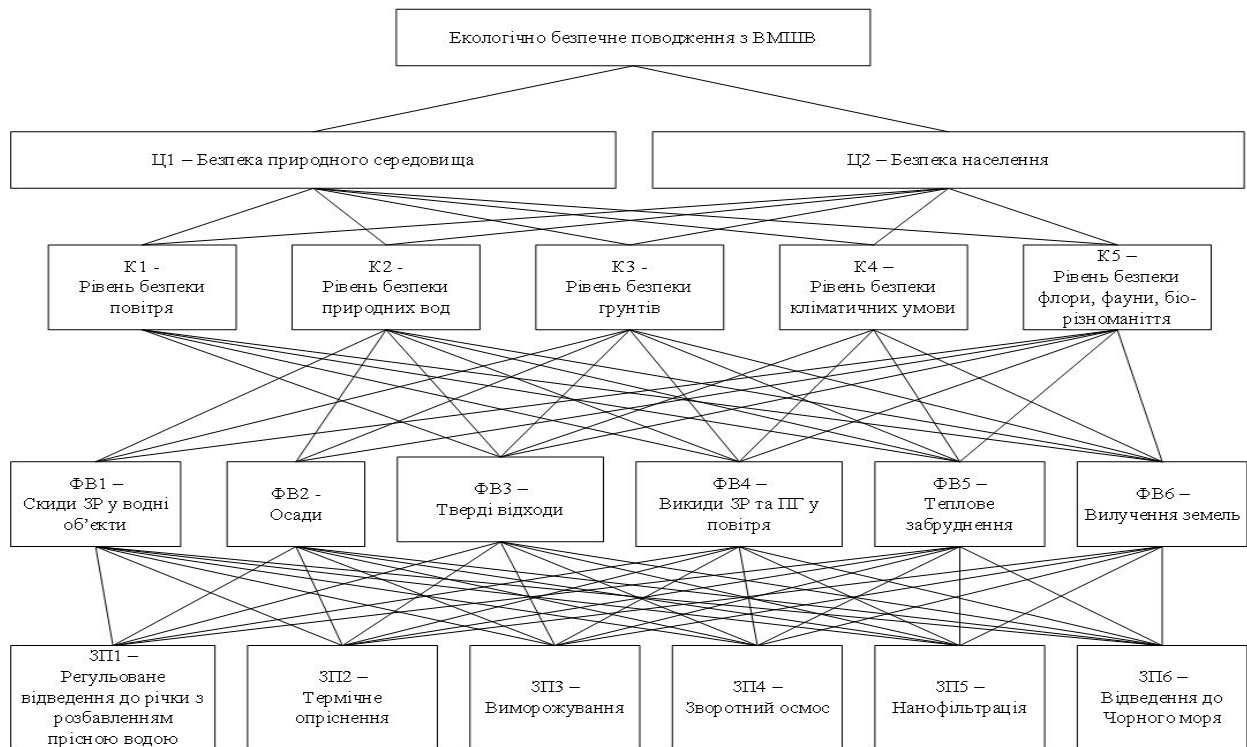 Екологічно безпечне поводження з ВМШВ
Ц1 – Безпека природного середовища
Ц2 – Безпека населення
К1 -
Рівень безпеки
повітря
К2 -
Рівень безпеки
природних вод
К3 -
Рівень безпеки
грунтів
К4 –
Рівень безпеки
кліматичних умови
К5 –
Рівень безпеки
флори, фауни, біо-
різноманіття
ФВ1 –
Скиди ЗР у водні
об’єкти
ФВ2 -
Осади
ФВ3 –
Тверді відходи
ФВ4 –
Викиди ЗР та ПГ у
повітря
ФВ5 –
Теплове
забруднення
ФВ6 –
Вилучення земель
ЗП1 –
Регульоване
відведення до річки з
розбавленням
прісною водою
ЗП2 –
Термічне
опріснення
ЗП3 –
Виморожування
ЗП4 –
Зворотний осмос
ЗП5 –
Нанофільтрація
ЗП6 –
Відведення до
Чорного моря